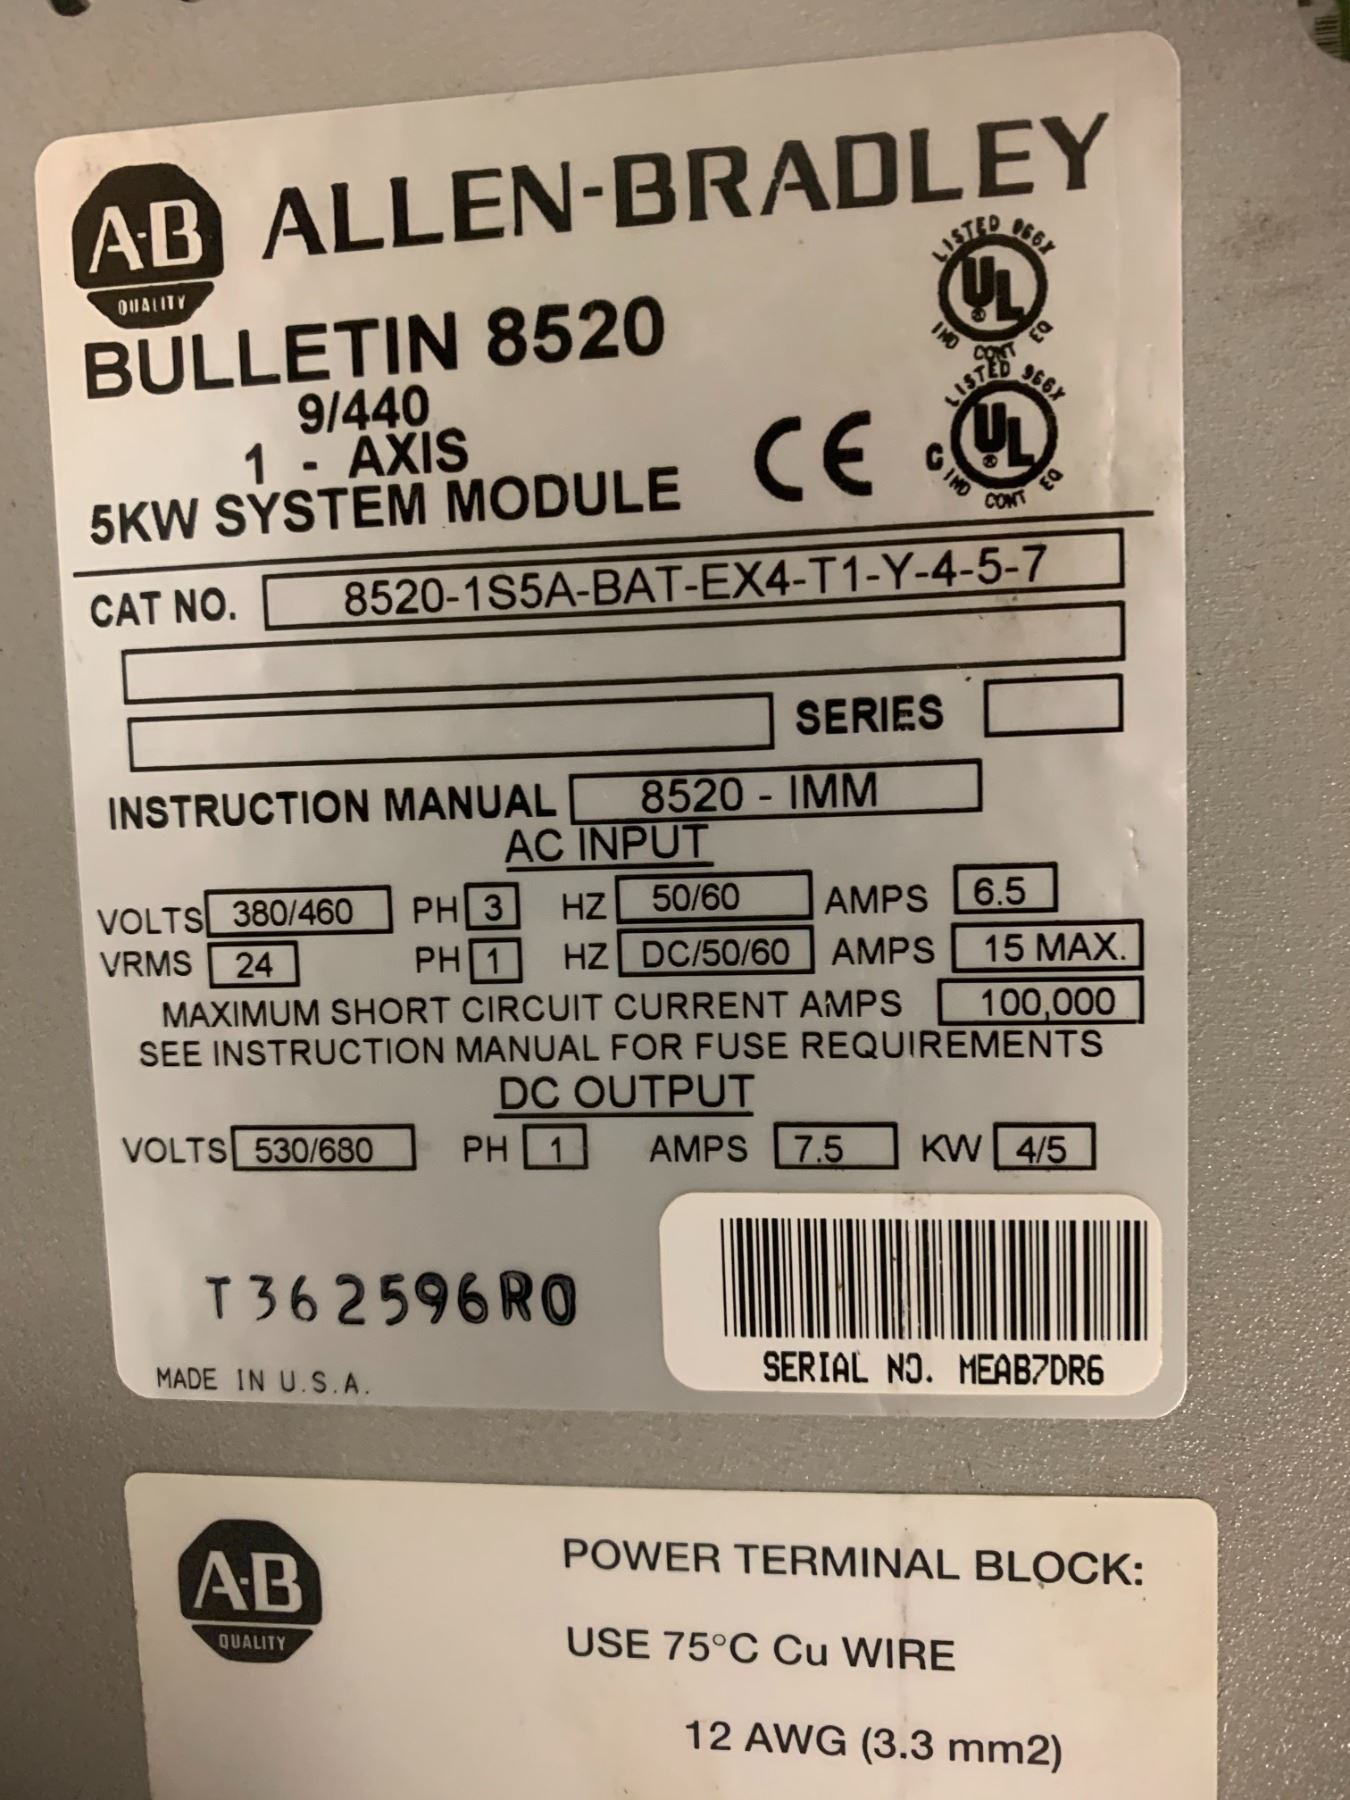 A-B ALLEN-BRADLEY
QUALITY
LISTED 966X
UL
IND CONT EQ
BULLETIN 8520
9/440
1 - AXIS
5KW SYSTEM MODULE
CE
LISTED 966X
C UL
IND CONT EQ
CAT NO. 8520-1S5A-BAT-EX4-T1-Y-4-5-7
SERIES
INSTRUCTION MANUAL 8520 - IMM
AC INPUT
VOLTS 380/460 PH 3 HZ 50/60 AMPS 6.5
VRMS 24 PH 1 HZ DC/50/60 AMPS 15 MAX.
MAXIMUM SHORT CIRCUIT CURRENT AMPS 100,000
SEE INSTRUCTION MANUAL FOR FUSE REQUIREMENTS
DC OUTPUT
VOLTS 530/680 PH 1 AMPS 7.5 KW 4/5
T362596R0
MADE IN U.S.A.
SERIAL NO. MEAB7DR6
A-B
QUALITY
POWER TERMINAL BLOCK:
USE 75°C Cu WIRE
12 AWG (3.3 mm2)